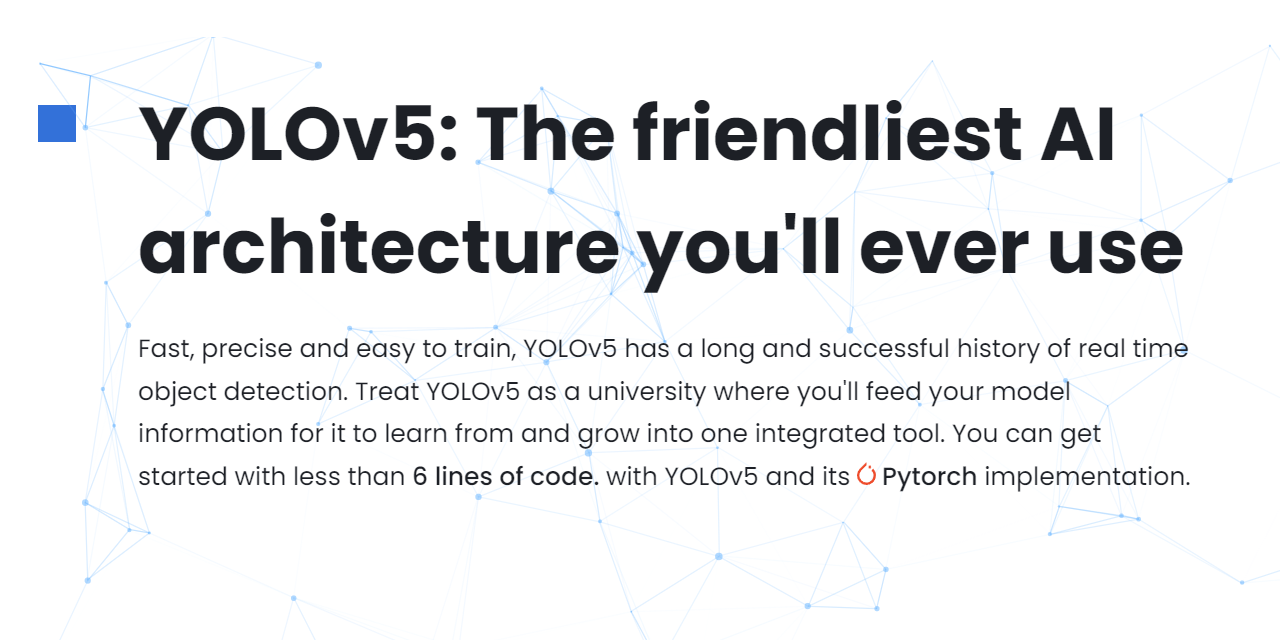 YOLOv5: The friendliest AI
architecture you'll ever use
Fast, precise and easy to train, YOLOv5 has a long and successful history of real time
object detection. Treat YOLOv5 as a university where you'll feed your model
information for it to learn from and grow into one integrated tool. You can get
started with less than 6 lines of code. with YOLOv5 and its Pytorch implementation.